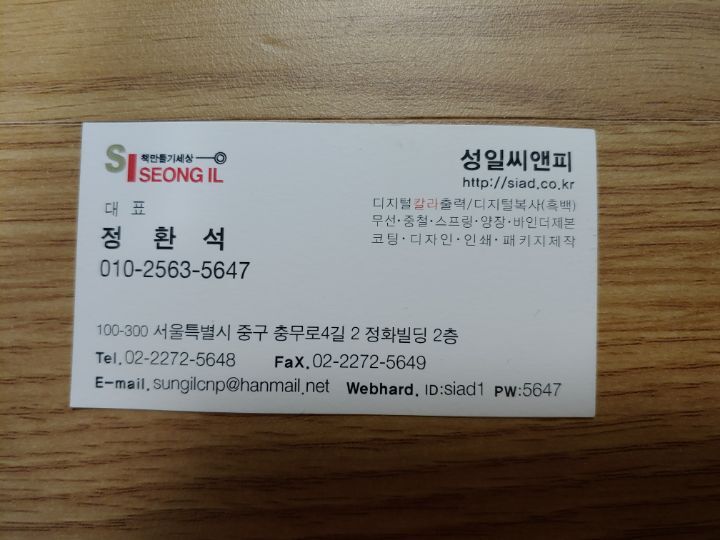 SI 책만들기세상
SEONG IL
성일씨앤피
http://siad.co.kr
디지털칼라출력/디지털복사(흑백)
무선·중철·스프링·양장·바인더제본
코팅·디자인·인쇄·패키지제작
대 표
정 환 석
010-2563-5647
100-300 서울특별시 중구 충무로4길 2 정화빌딩 2층
Tel. 02-2272-5648 FaX. 02-2272-5649
E-mail. sungilcnp@hanmail.net Webhard. ID:siad1 PW:5647